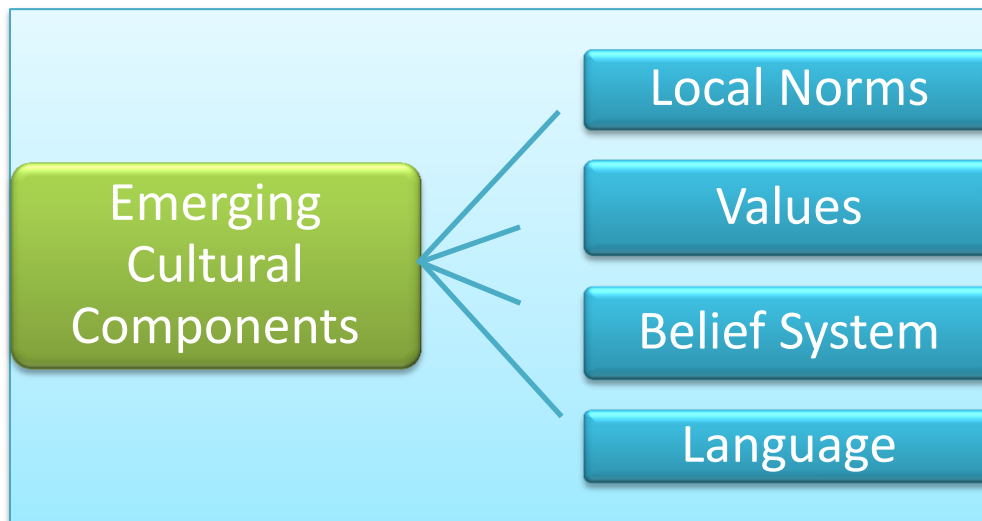 Emerging
Cultural
Components
Local Norms
Values
Belief System
Language